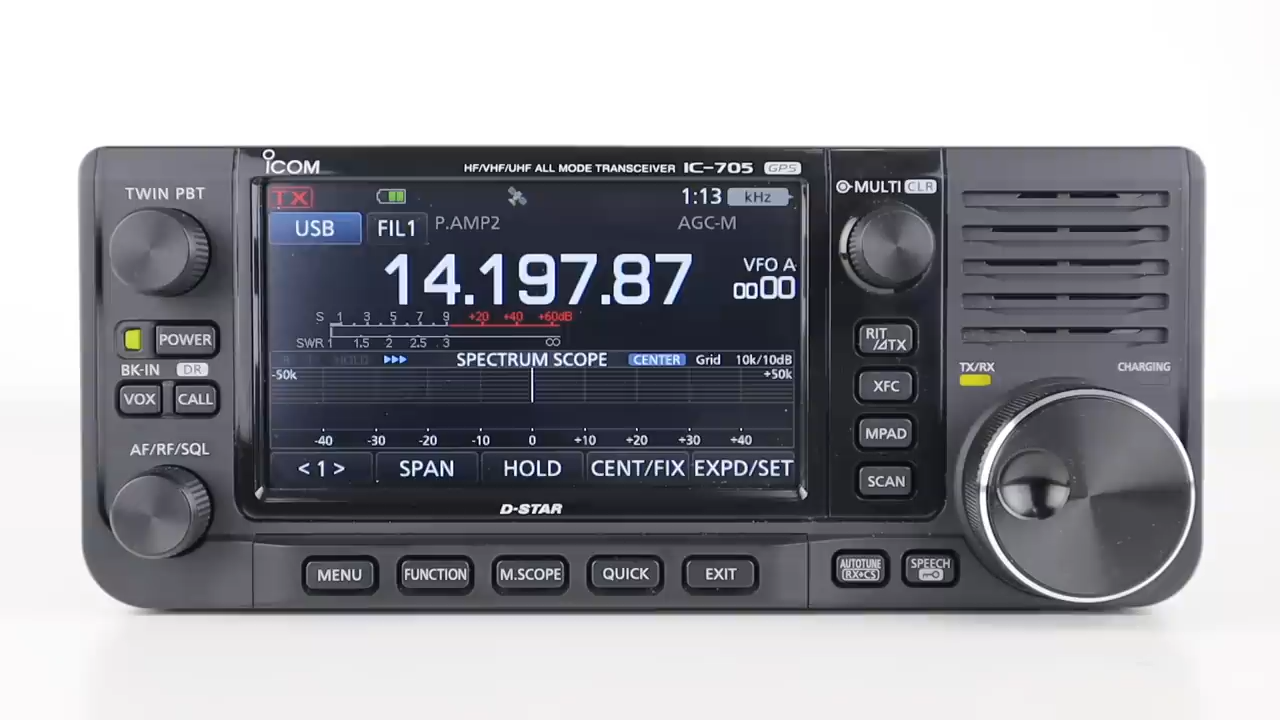 ICOM
HF/VHF/UHF ALL MODE TRANSCEIVER IC-705 GPS
TWIN PBT
MULTI CLR
TX
1:13 kHz
USB FIL1 P.AMP2 AGC-M
14.197.87
VFO A
0000
S 1 . 3 . 5 . 7 . 9 +20 +40 +60dB
SWR 1 1.5 2 2.5 . 3 ∞
HOLD SPECTRUM SCOPE CENTER Grid 10k/10dB
-50k +50k
-40 -30 -20 -10 0 +10 +20 +30 +40
< 1 > SPAN HOLD CENT/FIX EXPD/SET
D-STAR
POWER
BK-IN DR
VOX CALL
AF/RF/SQL
RIT
/⊿TX
XFC
MPAD
SCAN
TX/RX CHARGING
MENU FUNCTION M.SCOPE QUICK EXIT
AUTOTUNE
RX•CS
SPEECH